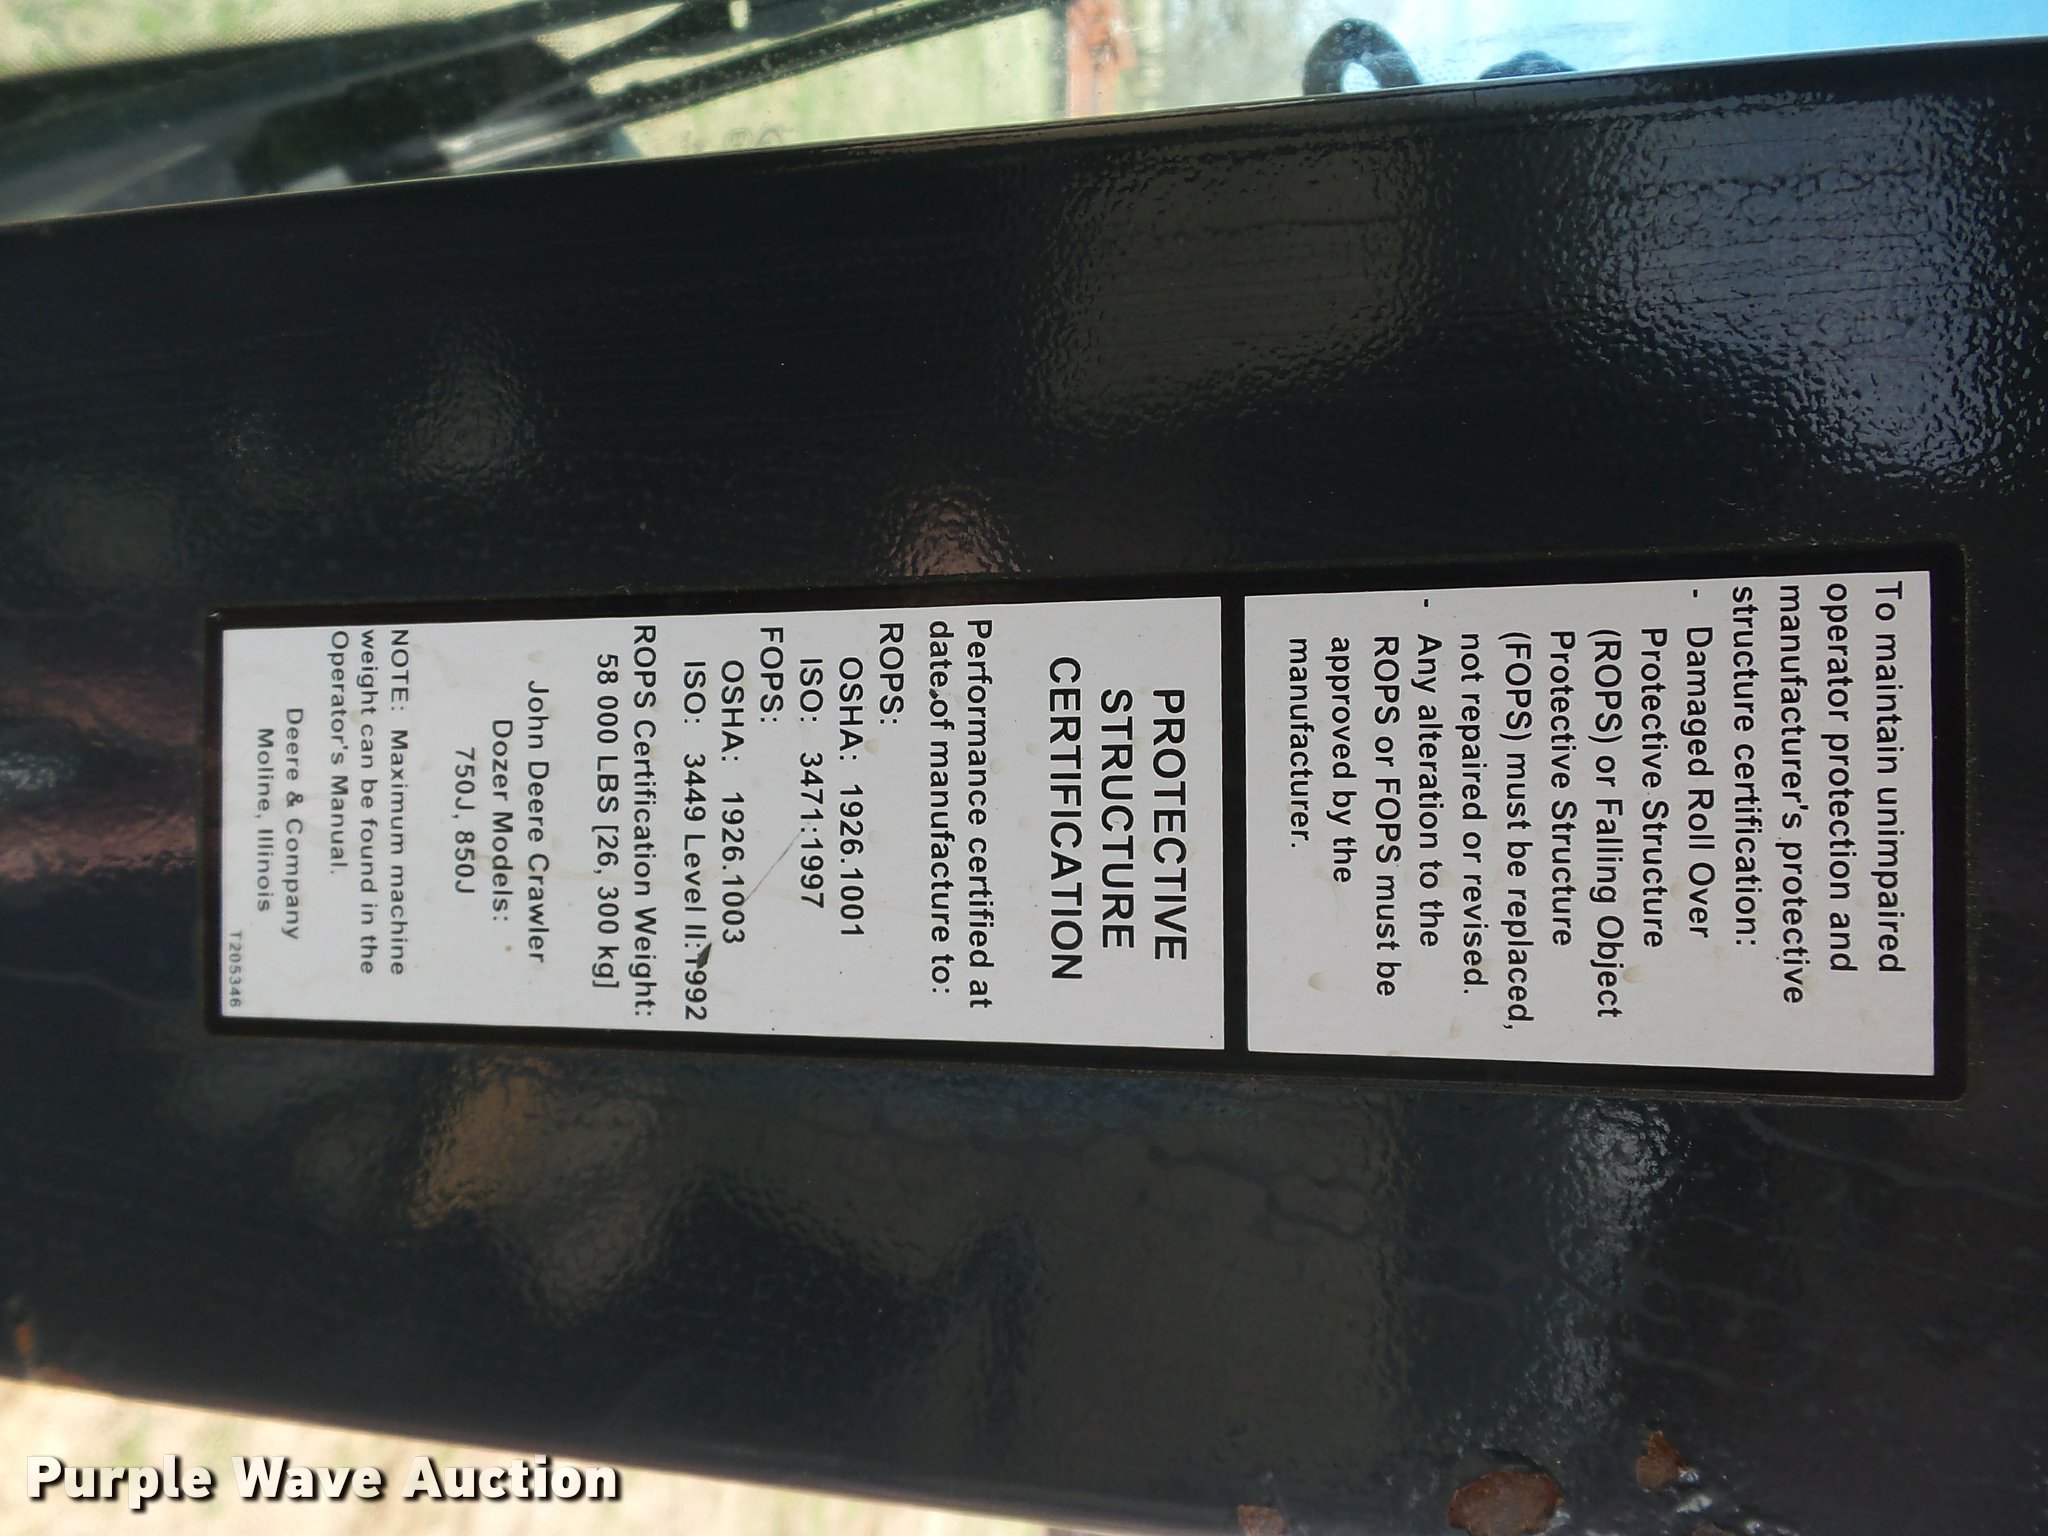 To maintain unimpaired
operator protection and
manufacturer's protective
structure certification:
- Damaged Roll Over
Protective Structure
(ROPS) or Falling Object
Protective Structure
(FOPS) must be replaced,
not repaired or revised.
- Any alteration to the
ROPS or FOPS must be
approved by the
manufacturer.
PROTECTIVE
STRUCTURE
CERTIFICATION
Performance certified at
date of manufacture to:
ROPS:
OSHA: 1926.1001
ISO: 3471:1997
FOPS:
OSHA: 1926.1003
ISO: 3449 Level II:1992
ROPS Certification Weight:
58 000 LBS [26, 300 kg]
John Deere Crawler
Dozer Models:
750J, 850J
NOTE: Maximum machine
weight can be found in the
Operator's Manual.
Deere & Company
Moline, Illinois
T205346
Purple Wave Auction